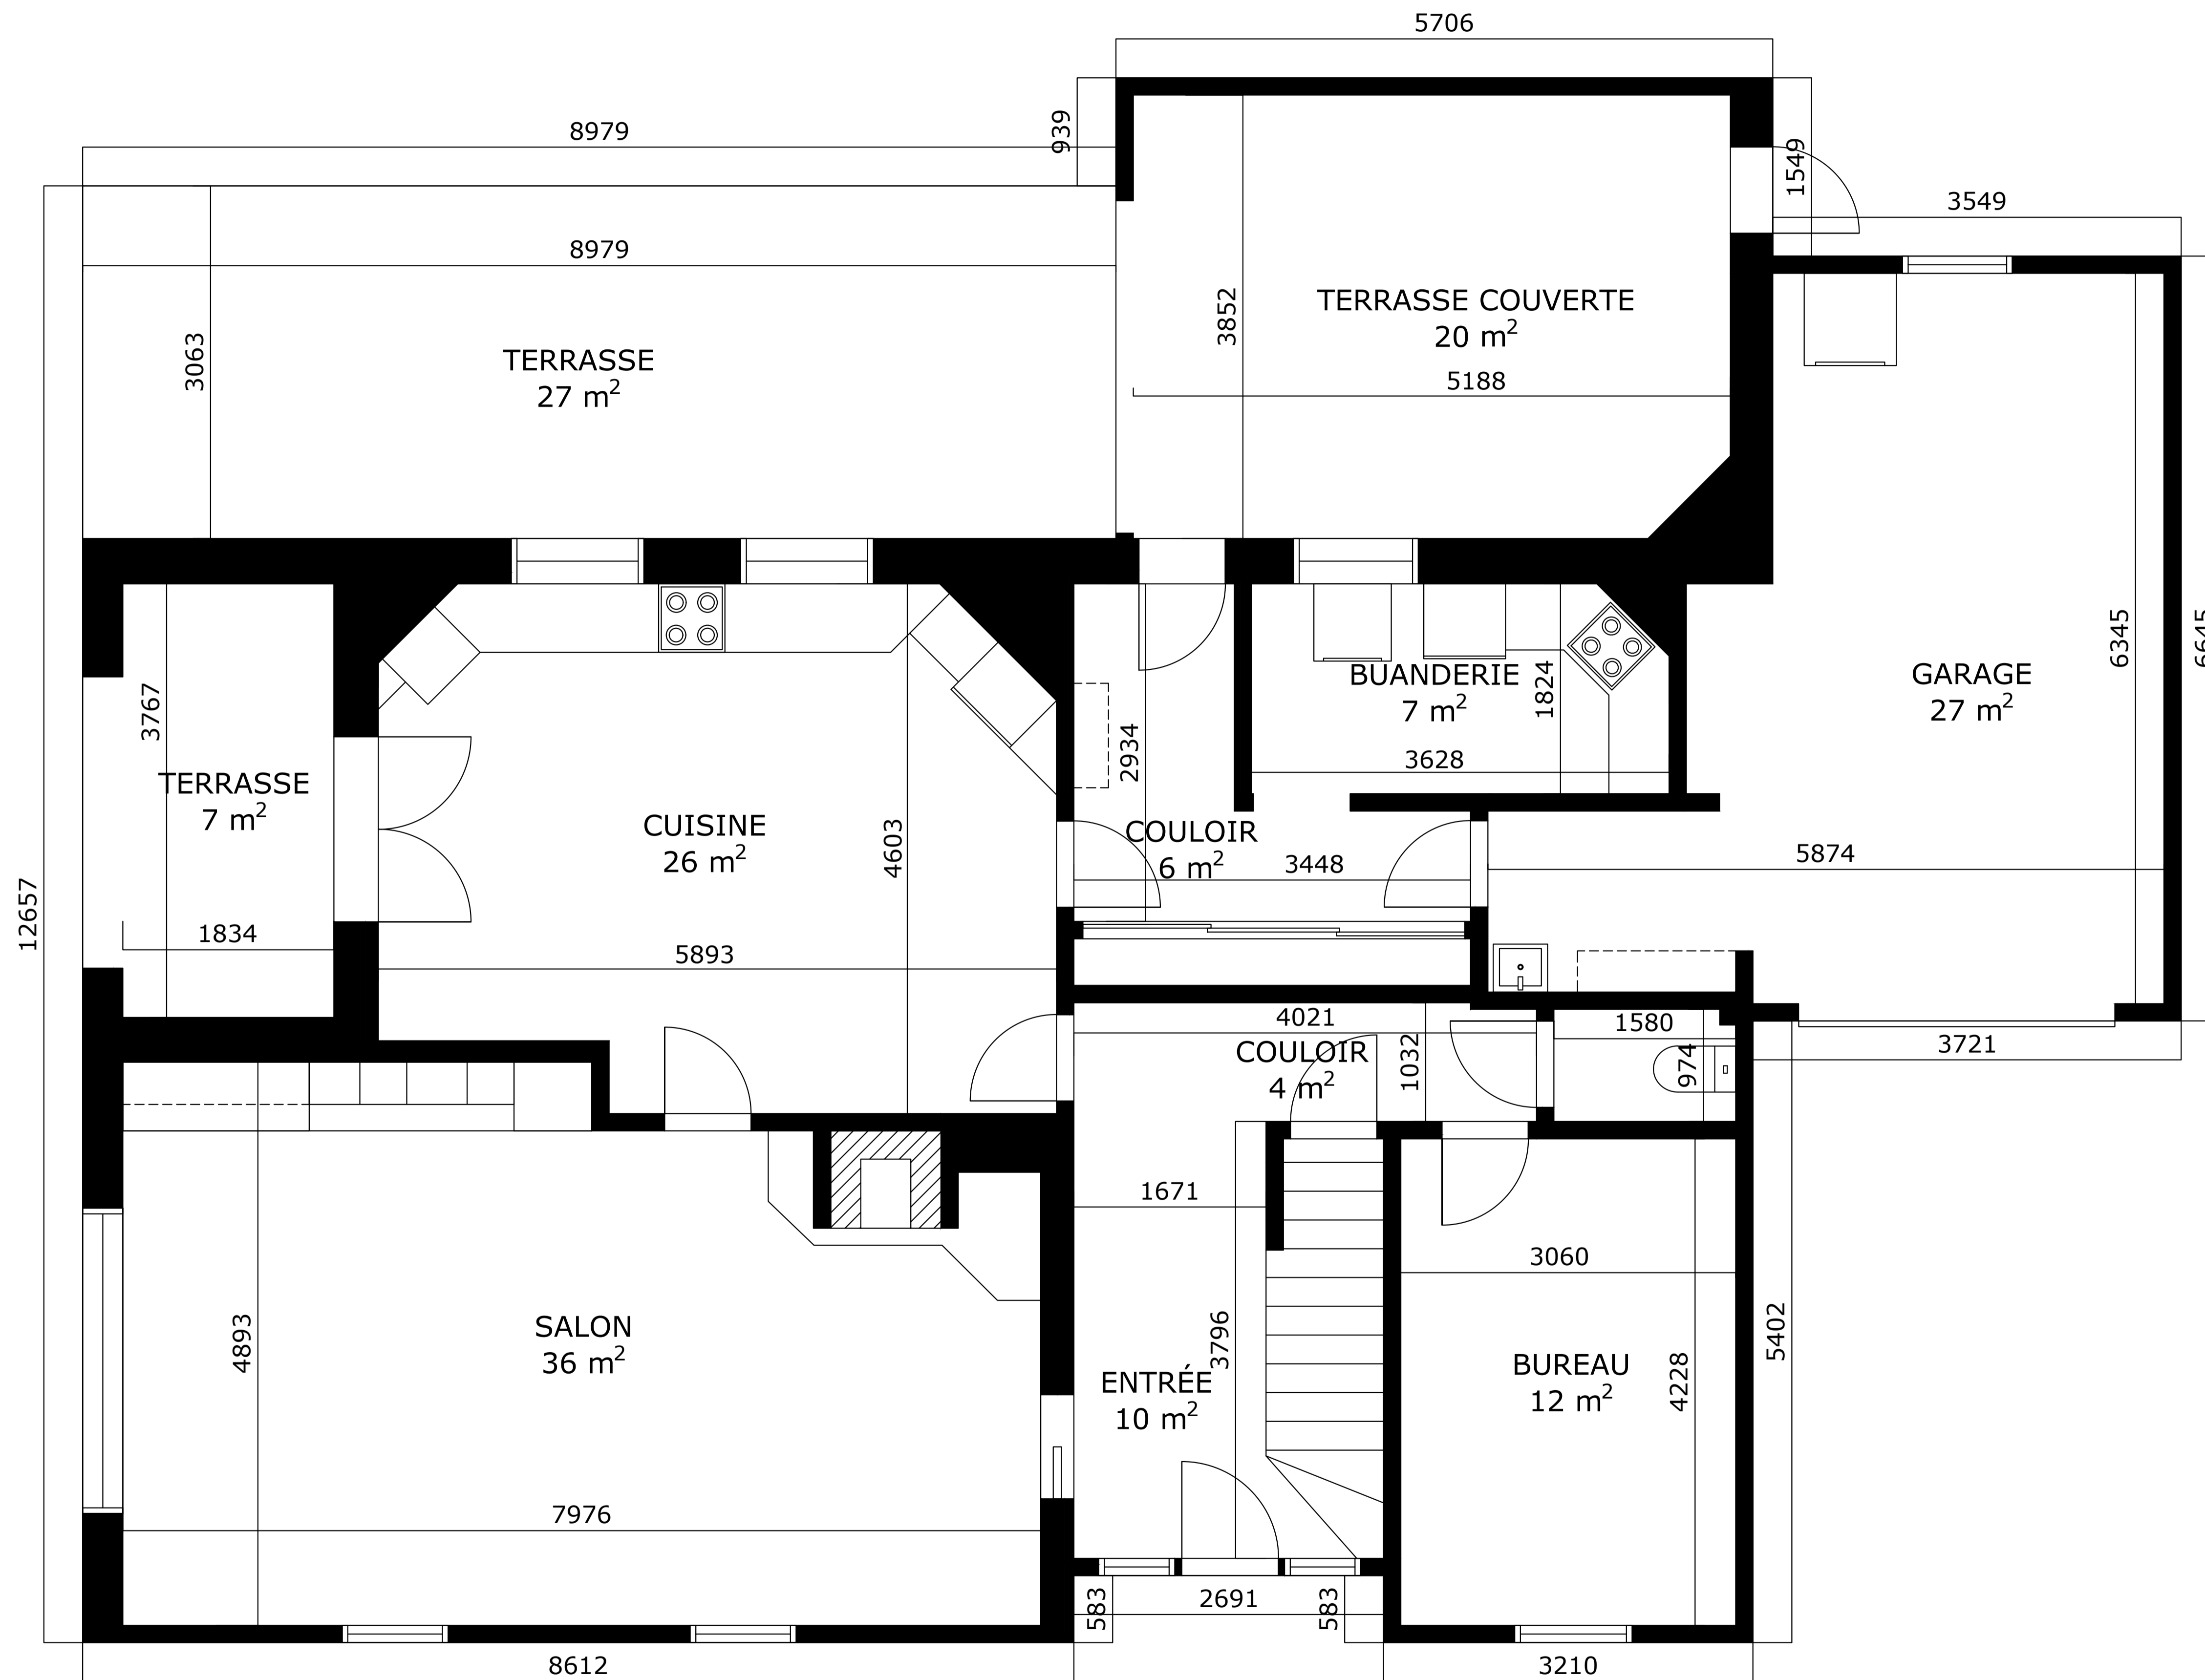 5706
8979
939
1549
3549
8979
3063
3852
TERRASSE COUVERTE
20 m²
5188
TERRASSE
27 m²
6345
6645
GARAGE
27 m²
3767
TERRASSE
7 m²
1834
12657
CUISINE
26 m²
4603
5893
2934
BUANDERIE
7 m²
1824
3628
COULOIR
6 m²
3448
5874
4021
COULOIR
4 m²
1032
1580
974
3721
1671
3060
3796
SALON
36 m²
4893
ENTRÉE
10 m²
BUREAU
12 m²
4228
5402
7976
583
2691
583
8612
3210